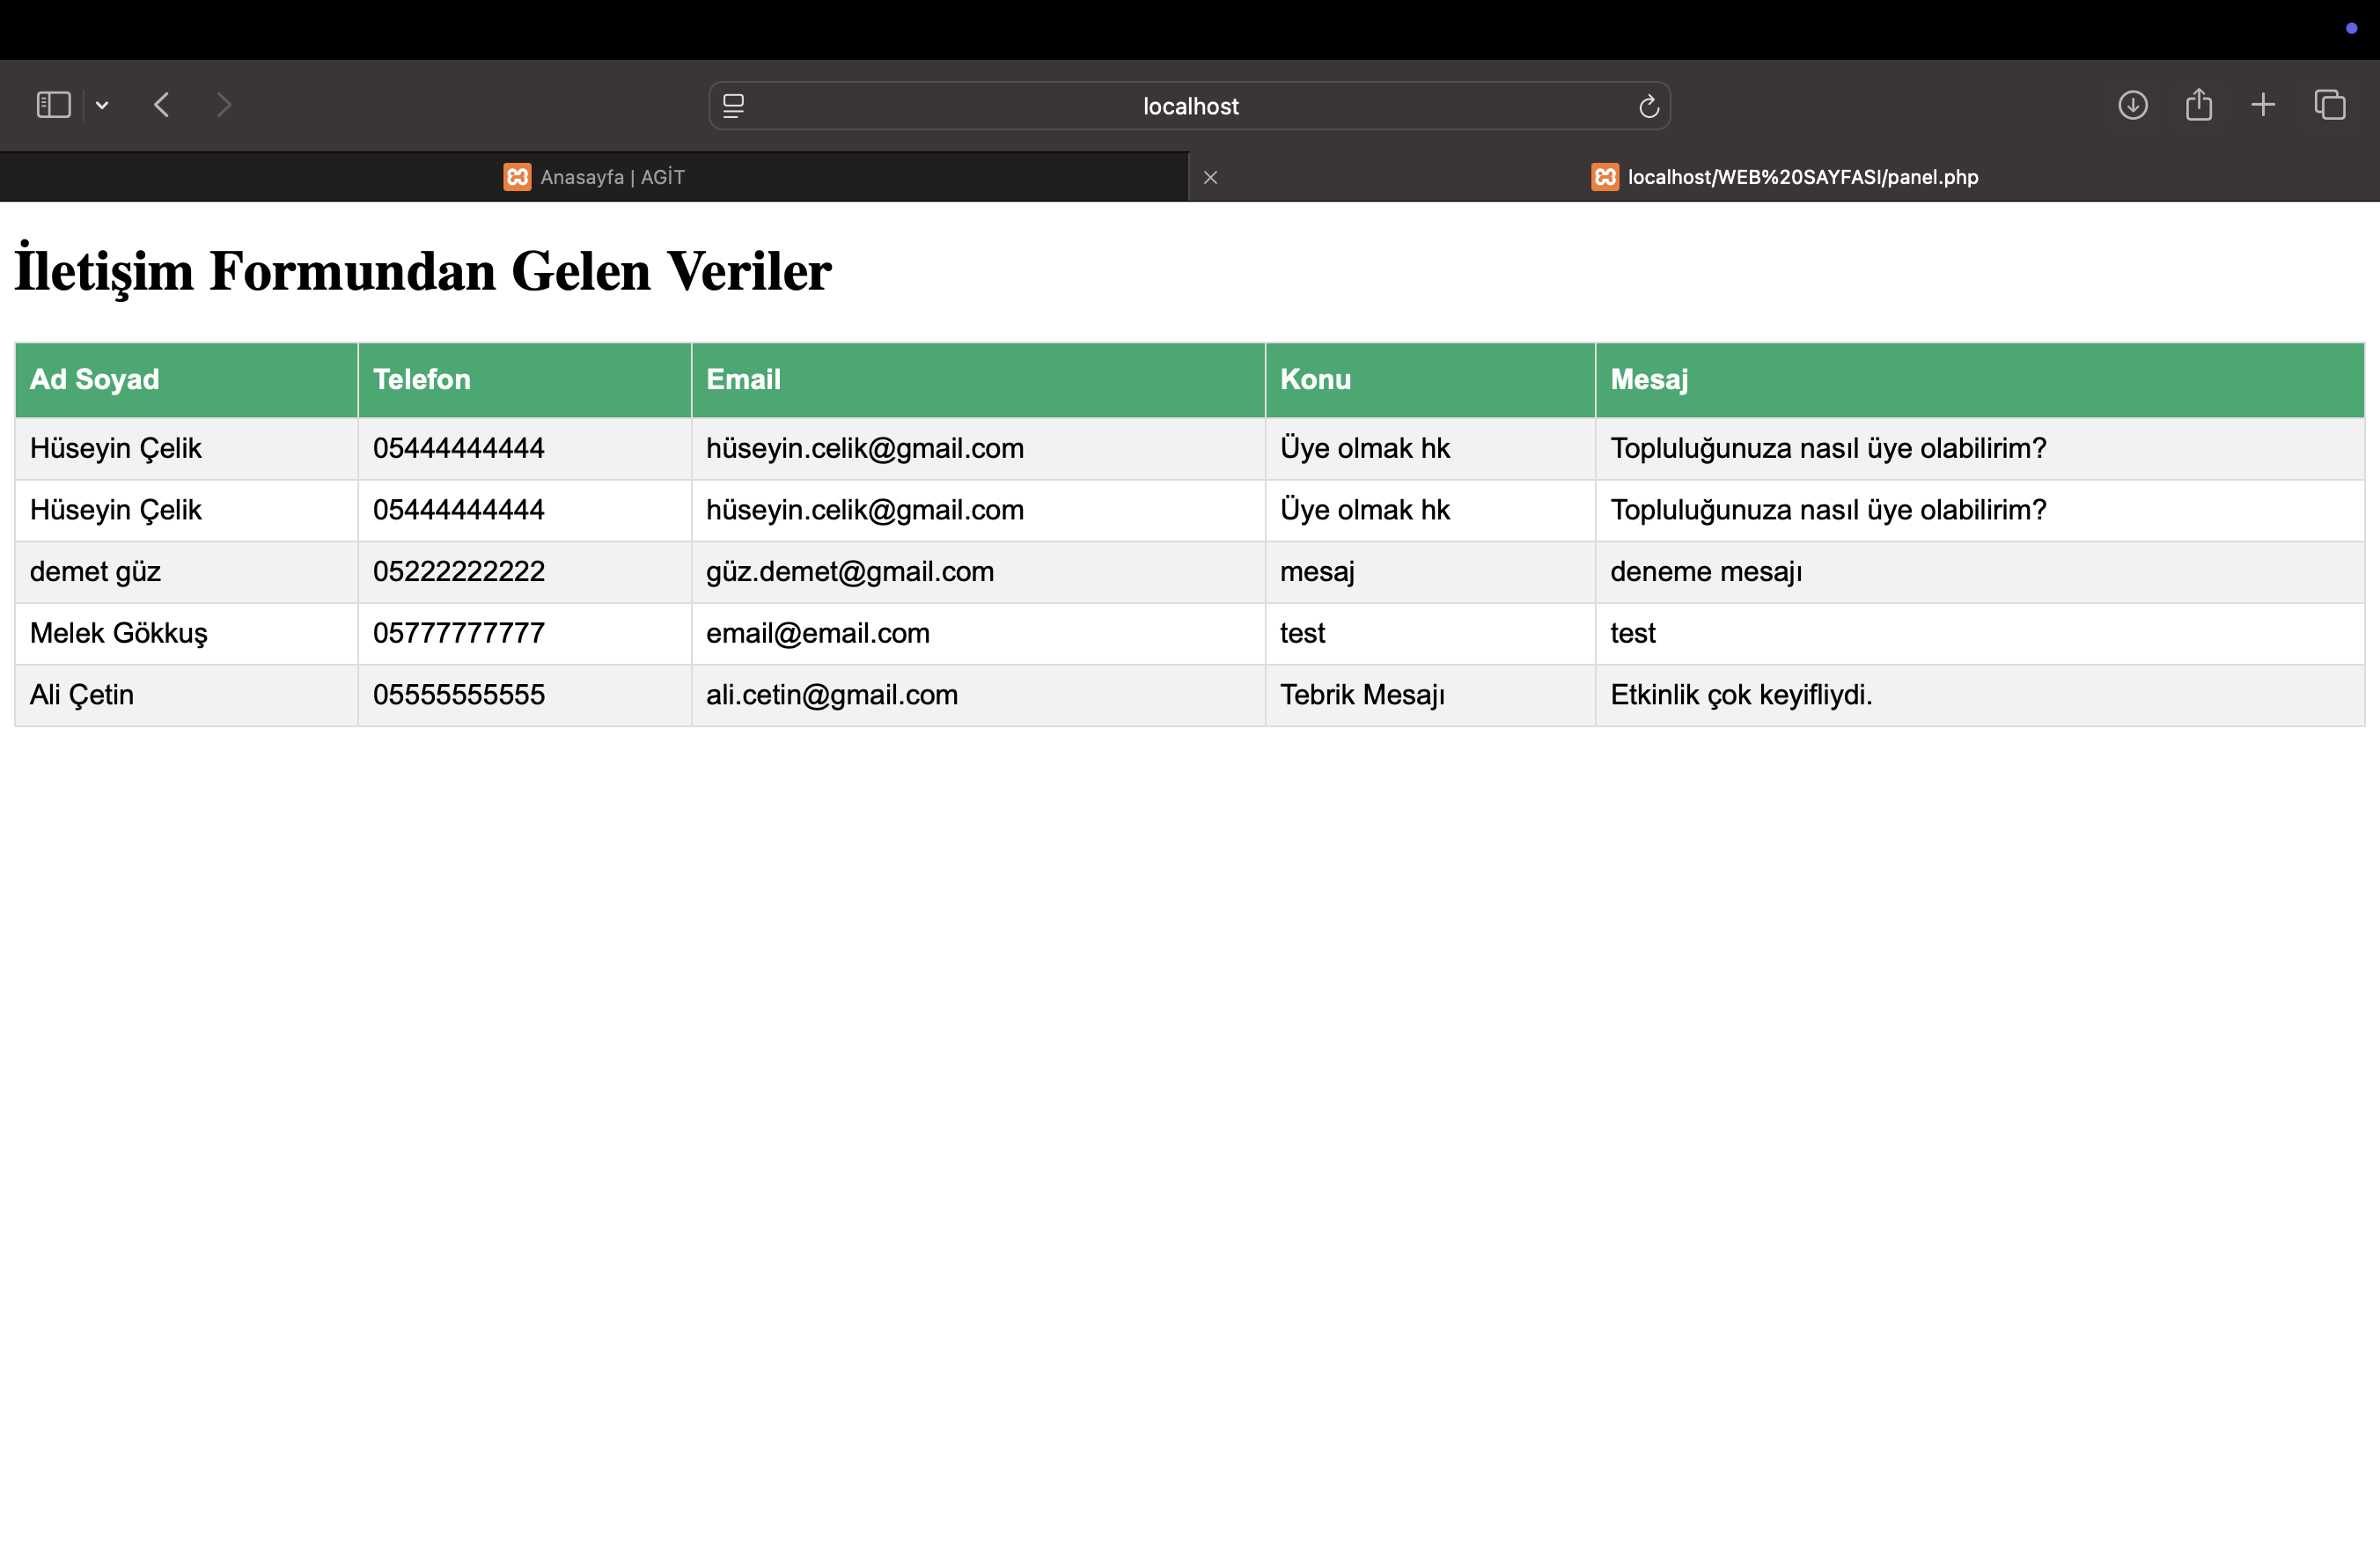 localhost
Anasayfa | AGİT
localhost/WEB%20SAYFASI/panel.php
İletişim Formundan Gelen Veriler
Ad Soyad Telefon Email Konu Mesaj
Hüseyin Çelik 05444444444 hüseyin.celik@gmail.com Üye olmak hk Topluluğunuza nasıl üye olabilirim?
Hüseyin Çelik 05444444444 hüseyin.celik@gmail.com Üye olmak hk Topluluğunuza nasıl üye olabilirim?
demet güz 05222222222 güz.demet@gmail.com mesaj deneme mesajı
Melek Gökkuş 05777777777 email@email.com test test
Ali Çetin 05555555555 ali.cetin@gmail.com Tebrik Mesajı Etkinlik çok keyifliydi.